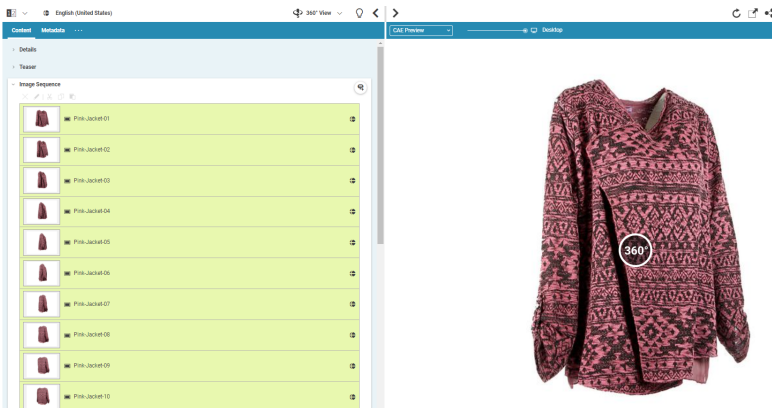 English (United States)
360° View
Content Metadata ...
CAE Preview
Desktop
Details
Teaser
Image Sequence
Pink-Jacket-01
Pink-Jacket-02
Pink-Jacket-03
Pink-Jacket-04
Pink-Jacket-05
Pink-Jacket-06
Pink-Jacket-07
Pink-Jacket-08
Pink-Jacket-09
Pink-Jacket-10
360°